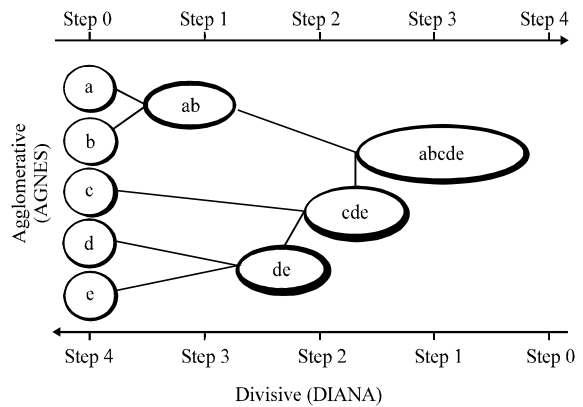 Step 0 Step 1 Step 2 Step 3 Step 4
a
ab
b
abcde
c
cde
d
de
e
Agglomerative
(AGNES)
Step 4 Step 3 Step 2 Step 1 Step 0
Divisive (DIANA)